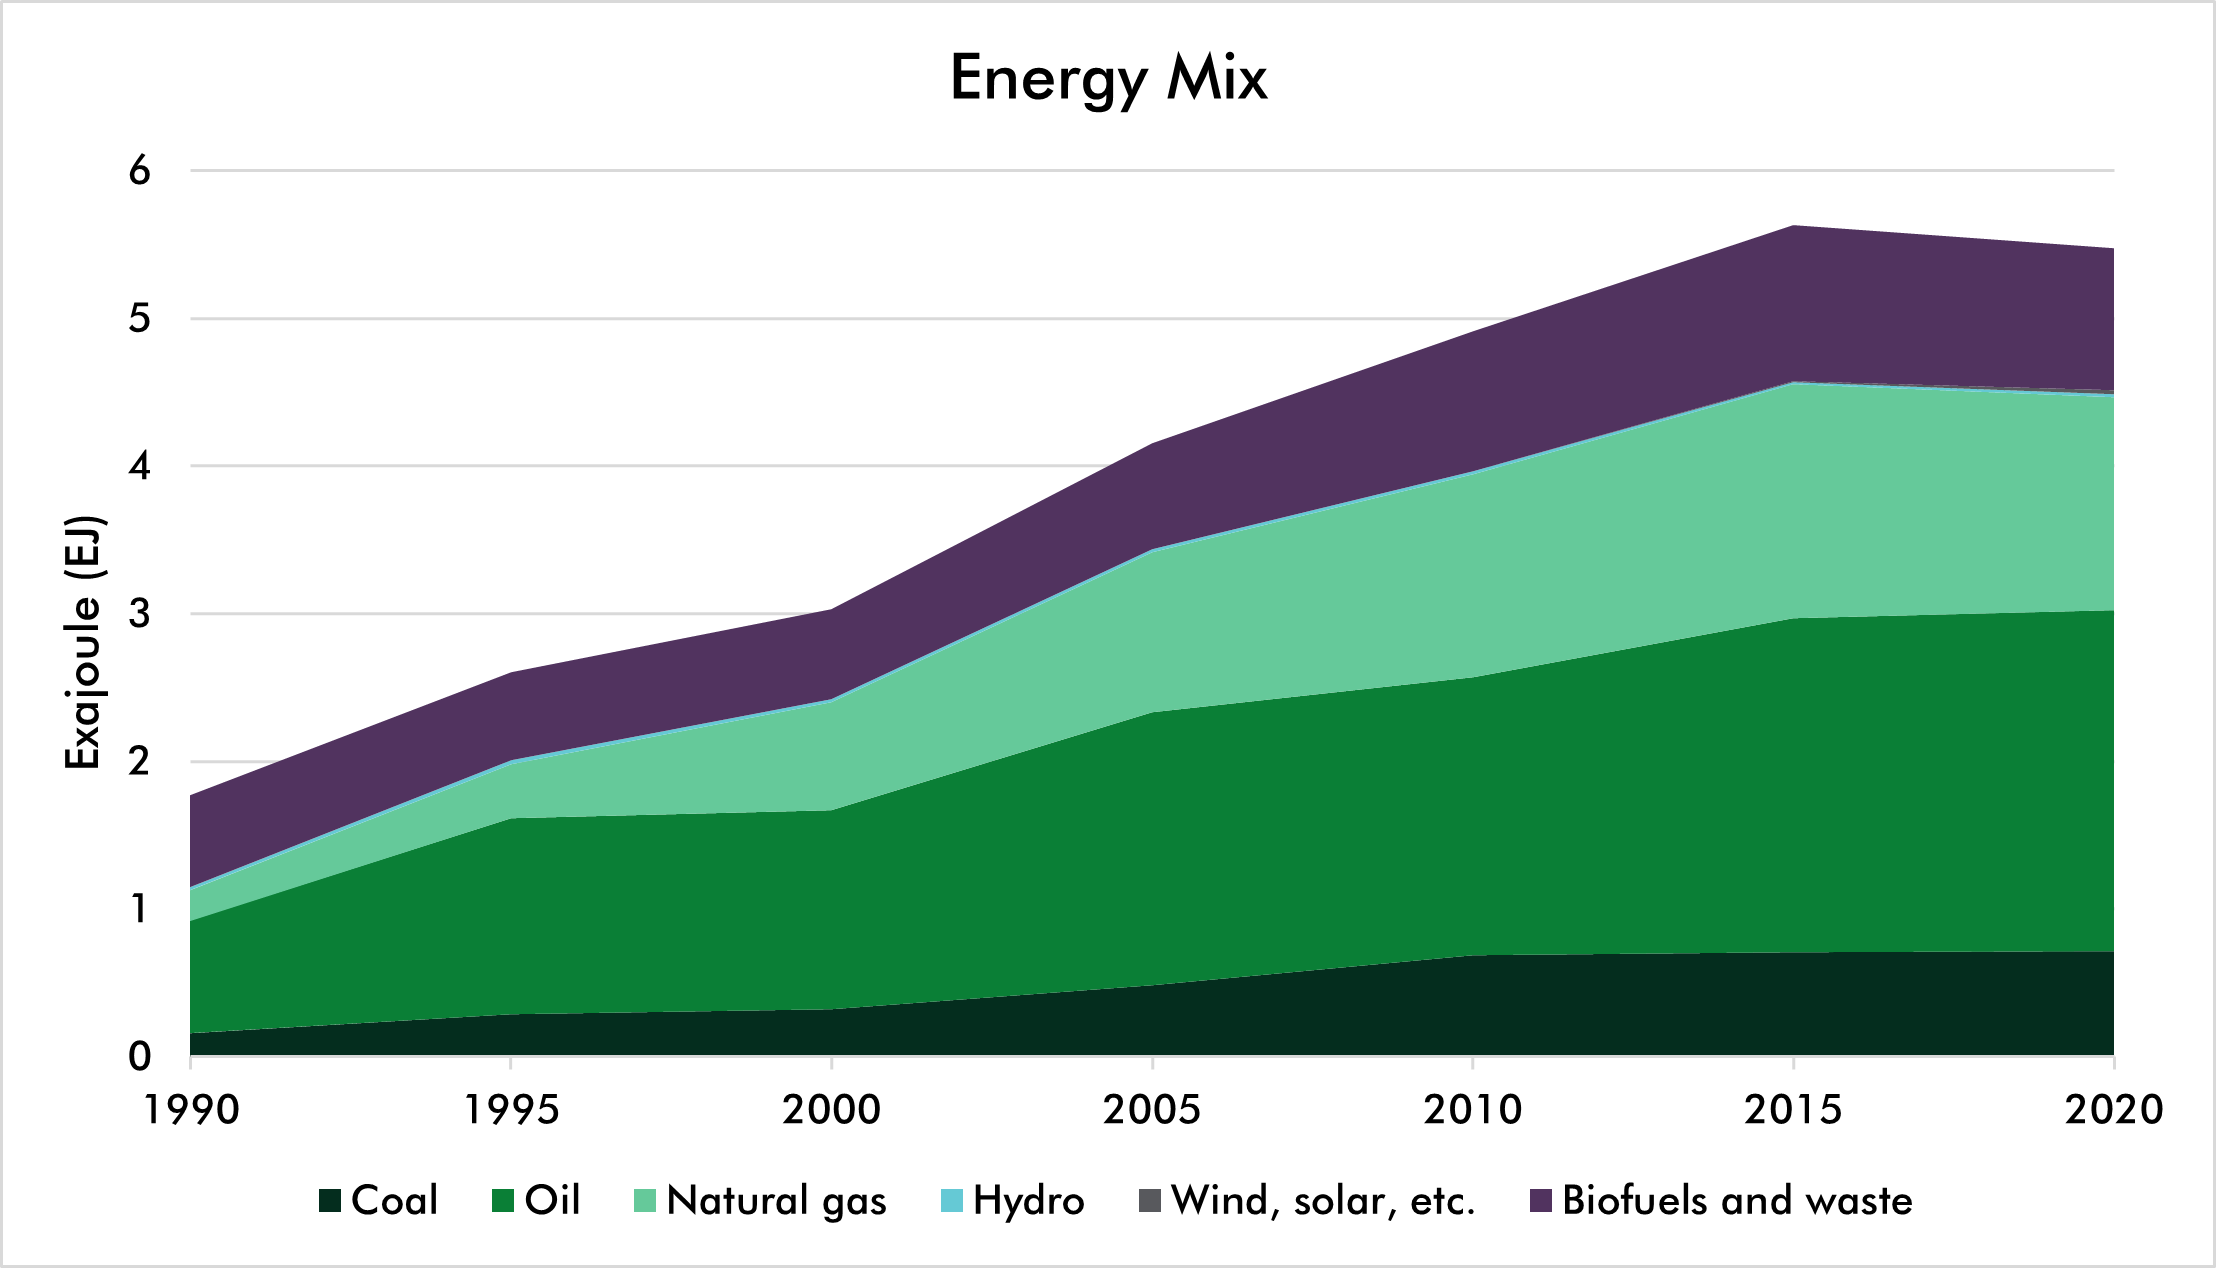 Energy Mix
6
5
4
3
2
1
0
Exajoule (EJ)
1990 1995 2000 2005 2010 2015 2020
Coal Oil Natural gas Hydro Wind, solar, etc. Biofuels and waste